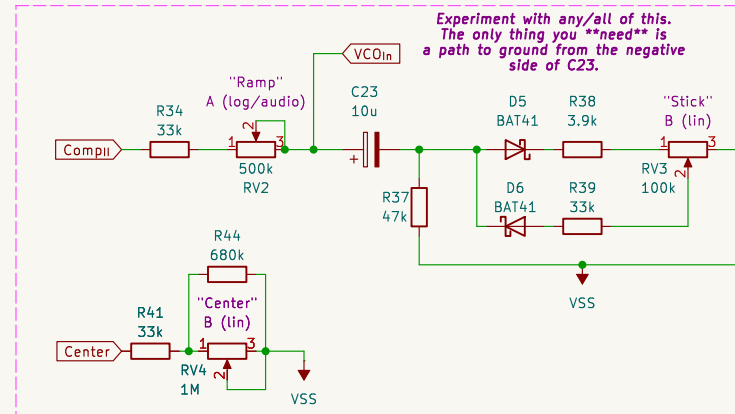 Experiment with any/all of this.
The only thing you **need** is
a path to ground from the negative
side of C23.
VCOIn
"Ramp"
A (log/audio)
C23
10u
R34
33k
D5
BAT41
R38
3.9k
"Stick"
B (lin)
CompII
1
2
3
500k
RV2
+
1
3
2
RV3
100k
R37
47k
D6
BAT41
R39
33k
R44
680k
VSS
"Center"
B (lin)
R41
33k
Center
1
3
2
RV4
1M
VSS